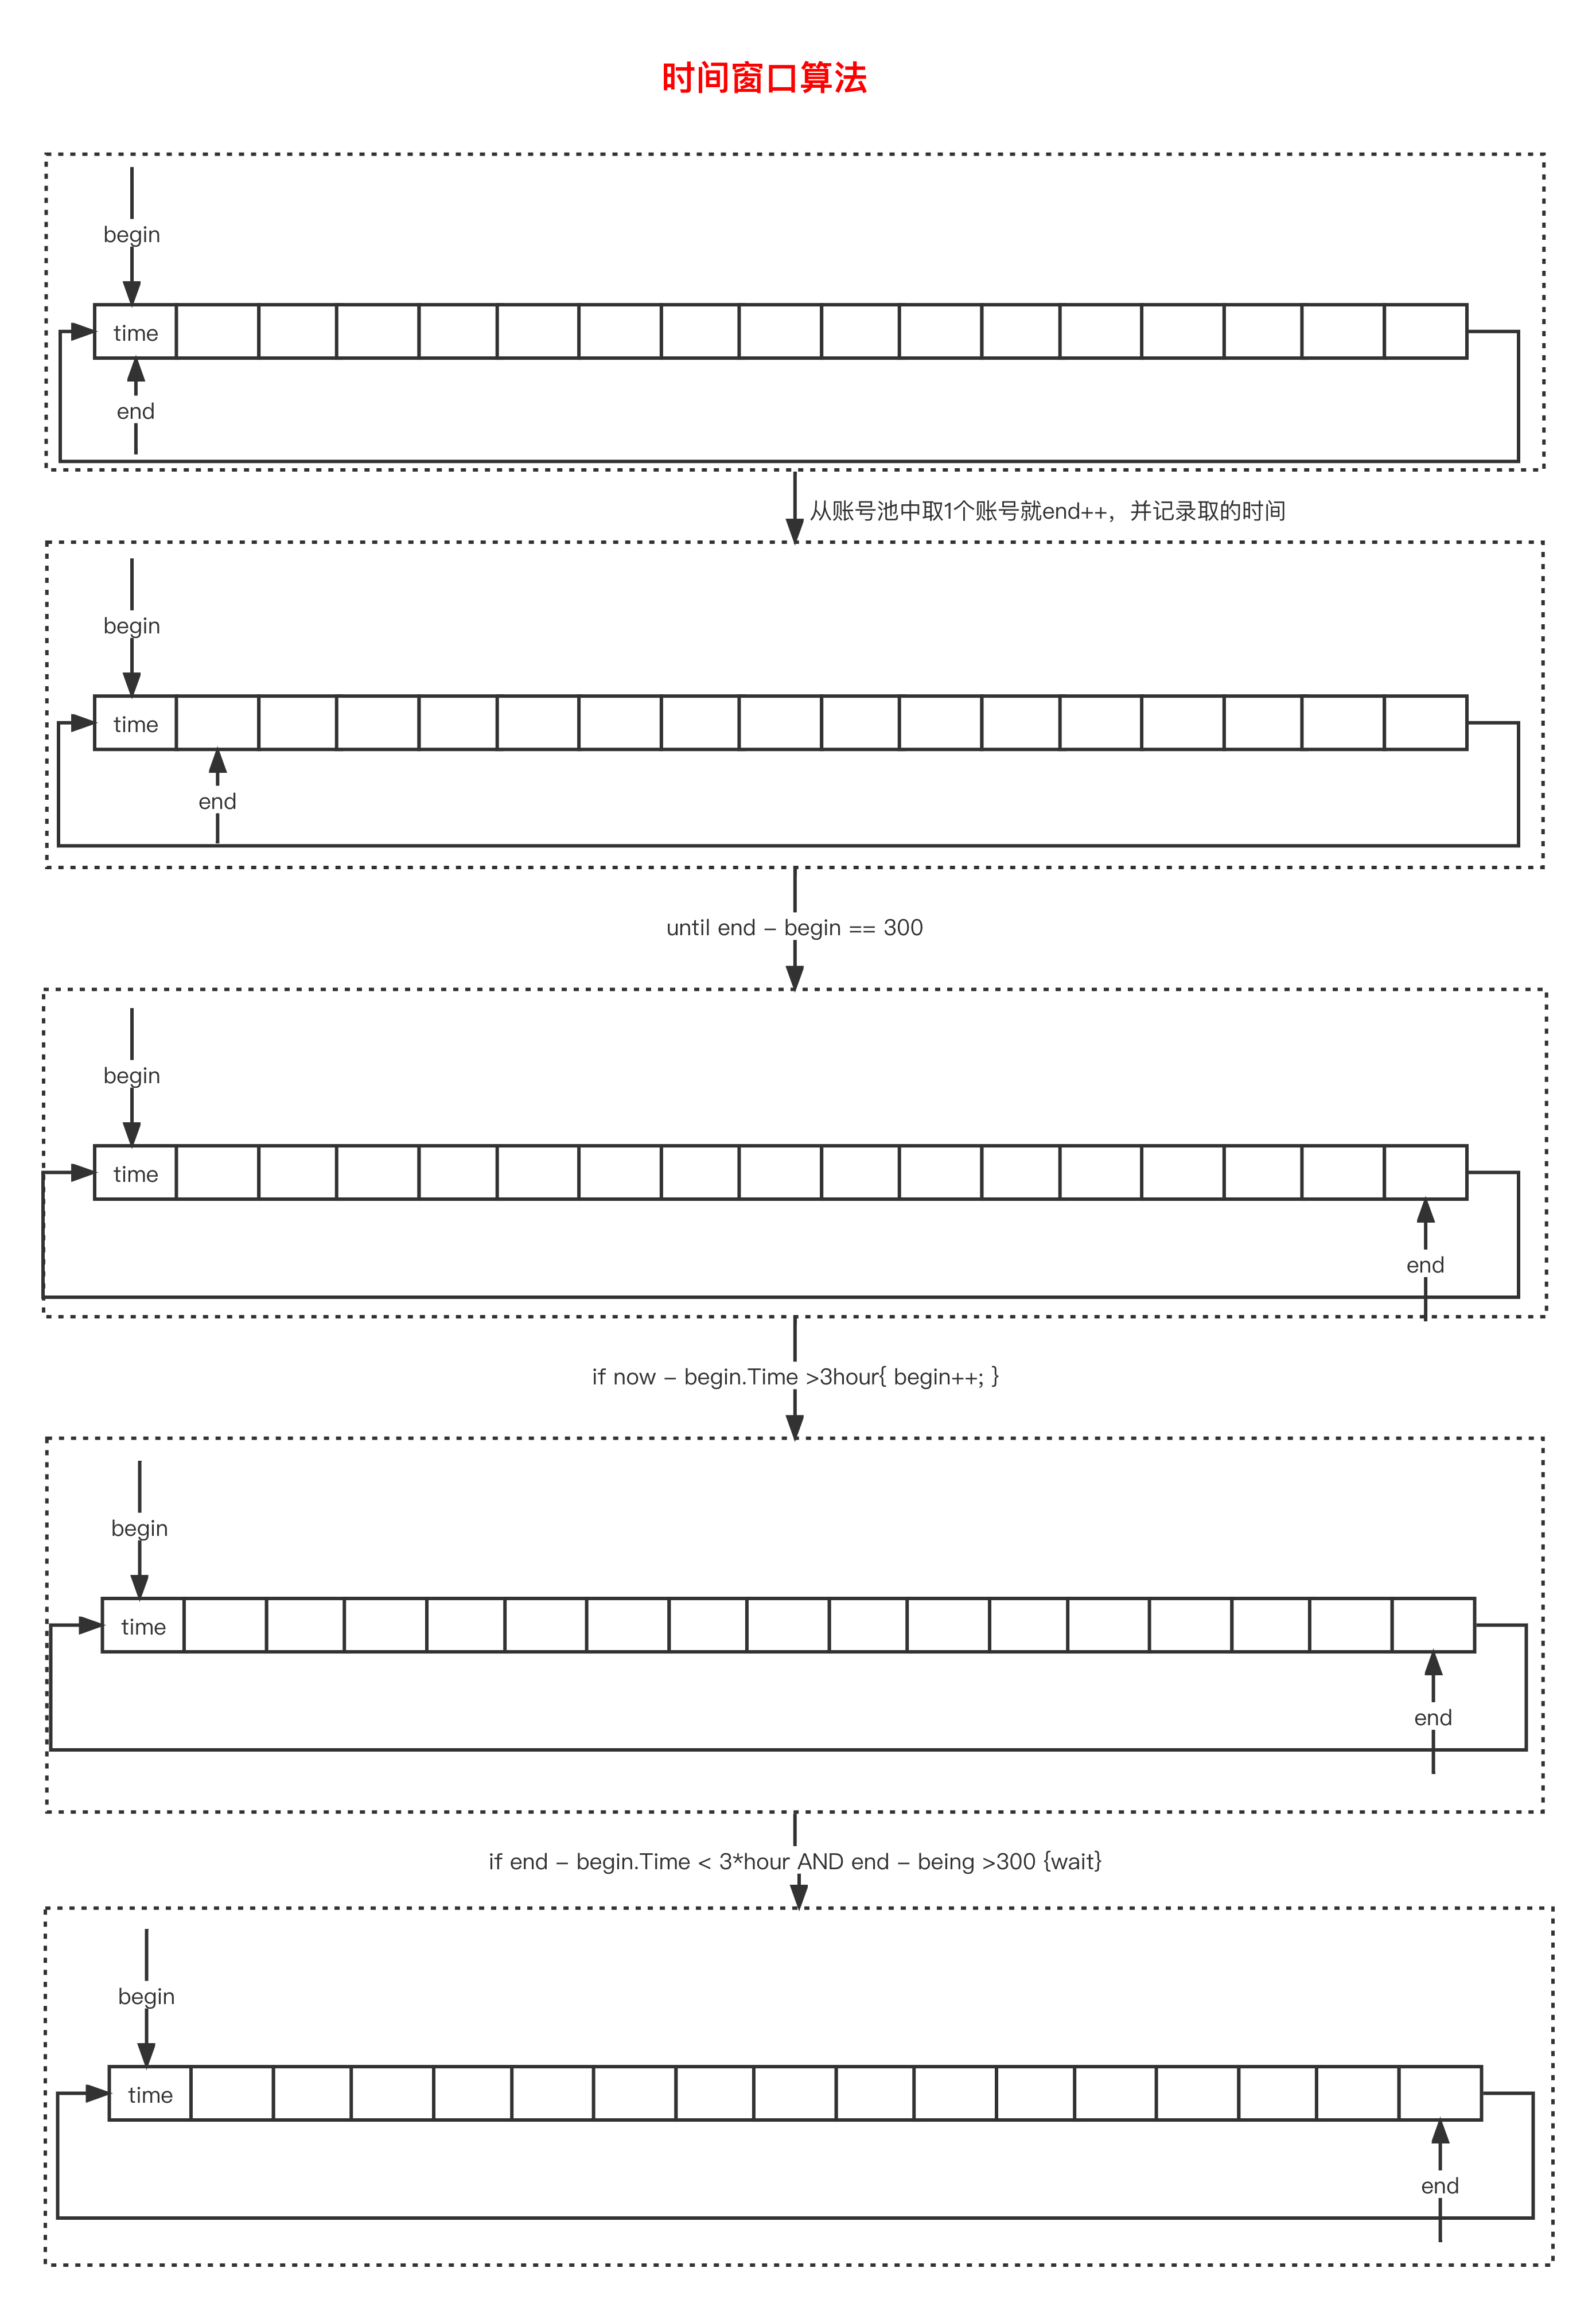 时间窗口算法
begin
time
end
从账号池中取1个账号就end++，并记录取的时间
begin
time
end
until end - begin == 300
begin
time
end
if now - begin.Time >3hour{ begin++; }
begin
time
end
if end - begin.Time < 3*hour AND end - being >300 {wait}
begin
time
end